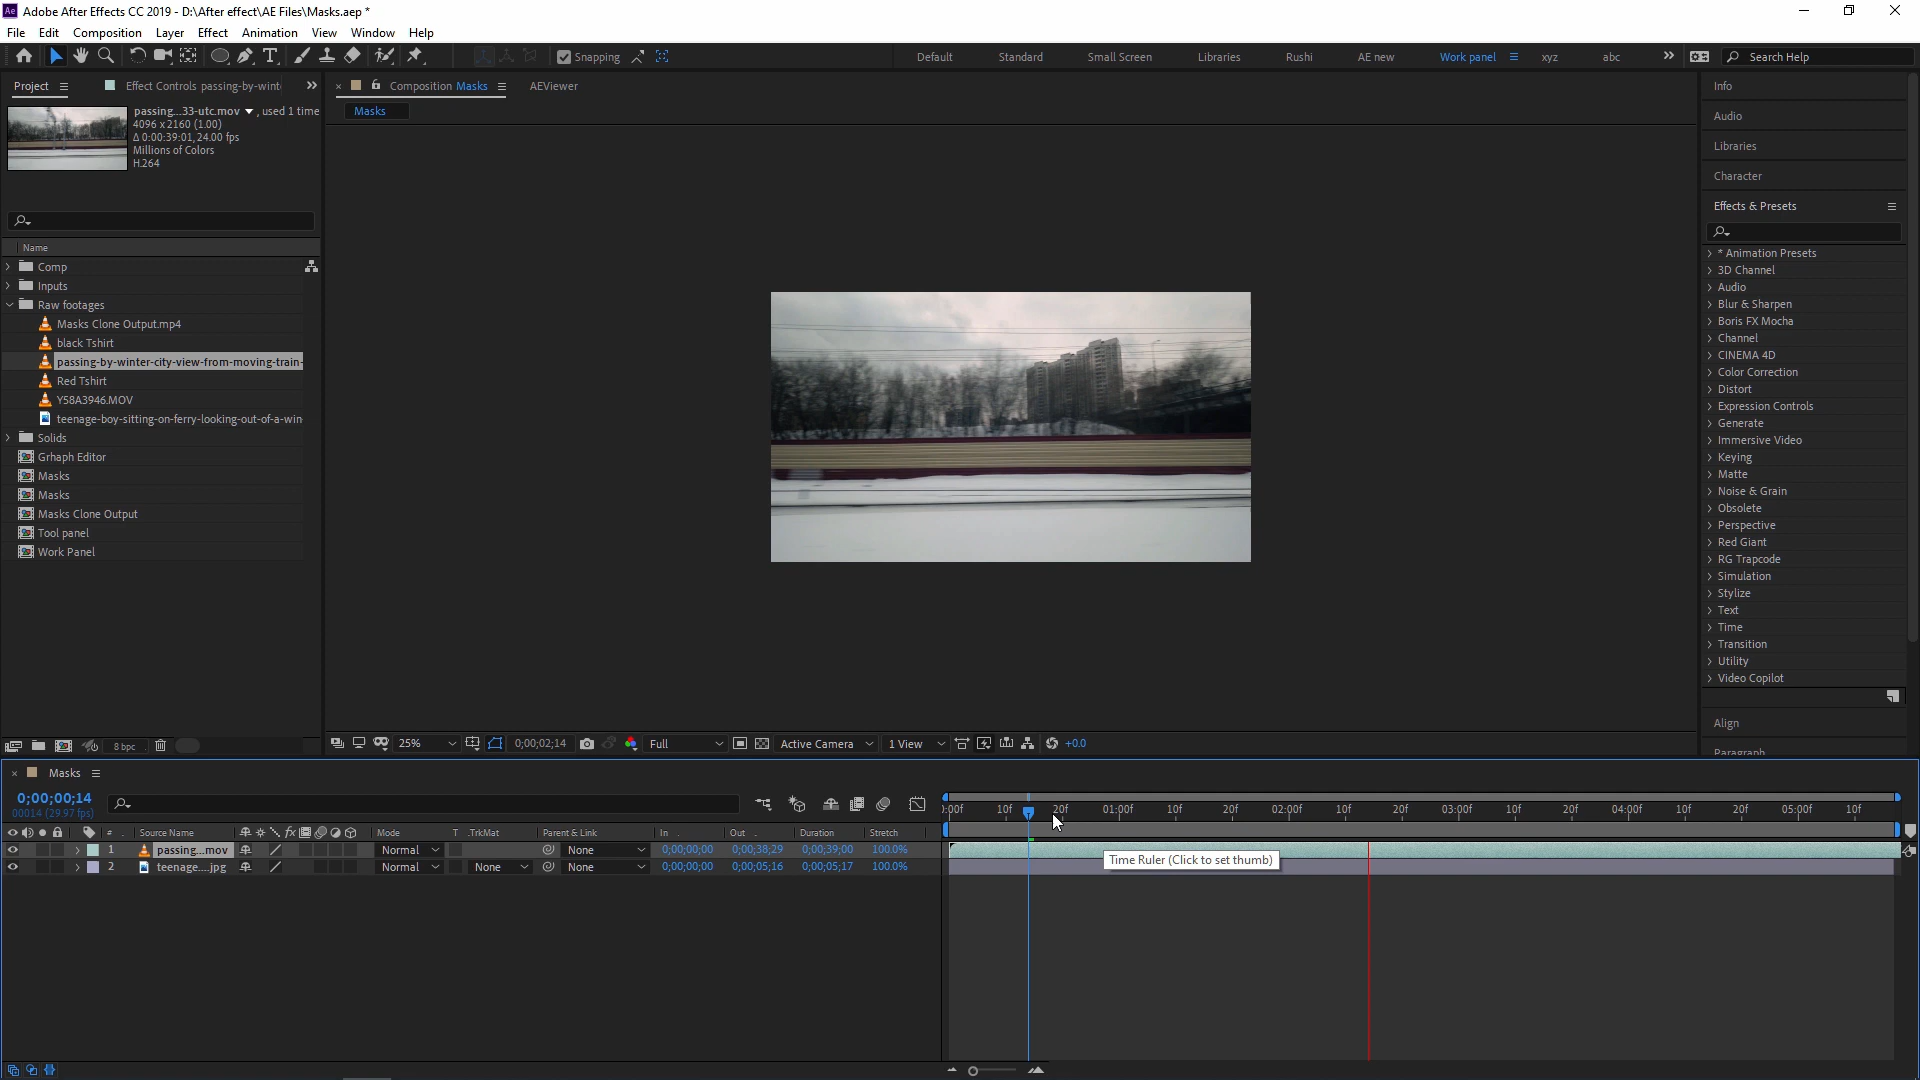 Ae Adobe After Effects CC 2019 - D:\After effect\AE Files\Masks.aep *
File Edit Composition Layer Effect Animation View Window Help
Snapping Default Standard Small Screen Libraries Rushi AE new Work panel xyz abc Search Help
Project Effect Controls passing-by-wint
Composition Masks AEViewer
Masks
passing...33-utc.mov , used 1 time
4096 x 2160 (1.00)
Δ 0:00:39:01, 24.00 fps
Millions of Colors
H.264
Name
Comp
Inputs
Raw footages
Masks Clone Output.mp4
black Tshirt
passing-by-winter-city-view-from-moving-train-
Red Tshirt
Y58A3946.MOV
teenage-boy-sitting-on-ferry-looking-out-of-a-win
Solids
Grhaph Editor
Masks
Masks
Masks Clone Output
Tool panel
Work Panel
8 bpc
Info
Audio
Libraries
Character
Effects & Presets
* Animation Presets
3D Channel
Audio
Blur & Sharpen
Boris FX Mocha
Channel
CINEMA 4D
Color Correction
Distort
Expression Controls
Generate
Immersive Video
Keying
Matte
Noise & Grain
Obsolete
Perspective
Red Giant
RG Trapcode
Simulation
Stylize
Text
Time
Transition
Utility
Video Copilot
Align
Paragraph
25% 0;00;02;14 Full Active Camera 1 View +0.0
Masks
0;00;00;14
00014 (29.97 fps)
:00f 10f 20f 01:00f 10f 20f 02:00f 10f 20f 03:00f 10f 20f 04:00f 10f 20f 05:00f 10f
# Source Name Mode T .TrkMat Parent & Link In Out Duration Stretch
1 passing...mov Normal None 0;00;00;00 0;00;38;29 0;00;39;00 100.0%
2 teenage....jpg Normal None None 0;00;00;00 0;00;05;16 0;00;05;17 100.0%
Time Ruler (Click to set thumb)